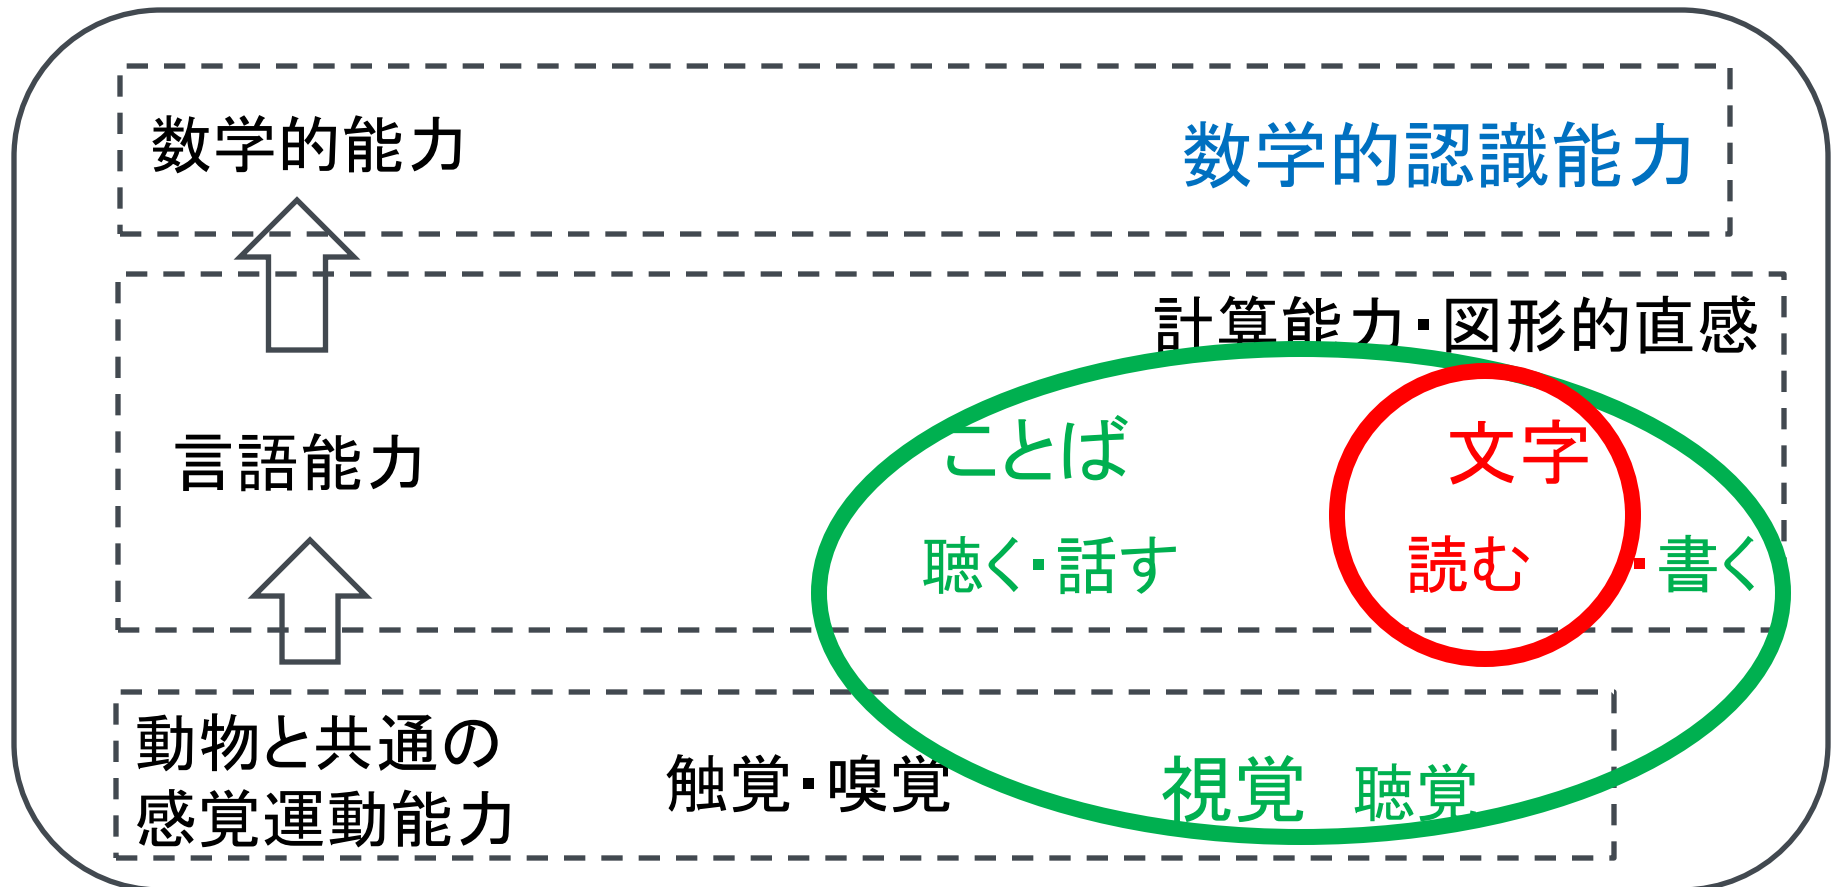 数学的能力
数学的認識能力
計算能力・図形的直感
言語能力
ことば
文字
聴く・話す
読む
・書く
動物と共通の
感覚運動能力
触覚・嗅覚
視覚 聴覚